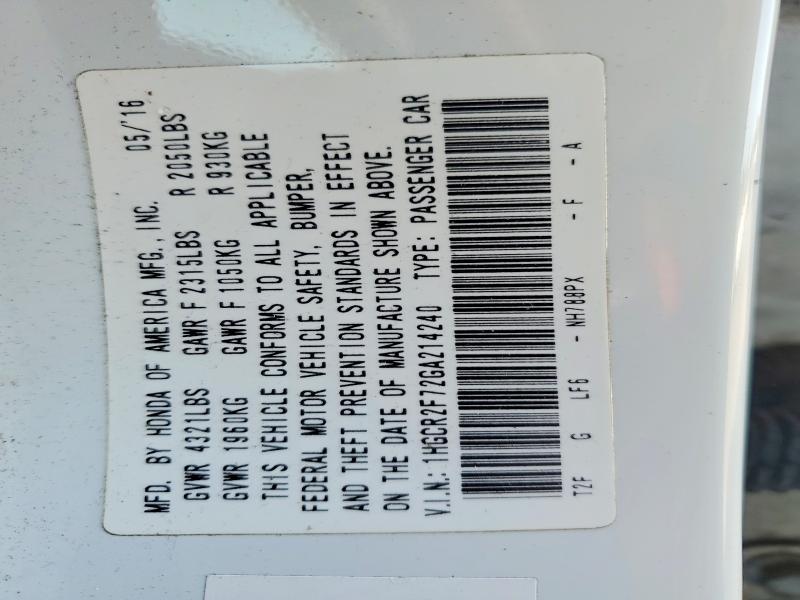 MFD. BY HONDA OF AMERICA MFG., INC. 05/'16
GVWR 4321LBS GAWR F 2315LBS R 2050LBS
GVWR 1960KG GAWR F 1050KG R 930KG
THIS VEHICLE CONFORMS TO ALL APPLICABLE
FEDERAL MOTOR VEHICLE SAFETY, BUMPER,
AND THEFT PREVENTION STANDARDS IN EFFECT
ON THE DATE OF MANUFACTURE SHOWN ABOVE.
V.I.N.: 1HGCR2F72GA214240 TYPE: PASSENGER CAR
T2F G LF6 - NH788PX - F - A